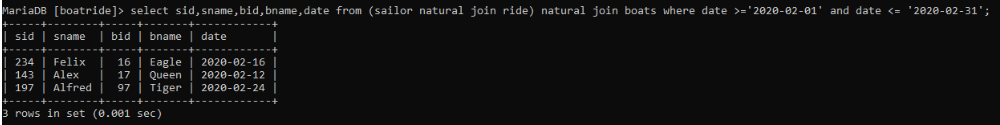 MariaDB [boatride]> select sid,sname,bid,bname,date from (sailor natural join ride) natural join boats where date >='2020-02-01' and date <= '2020-02-31';
+-----+--------+-----+-------+------------+
| sid | sname  | bid | bname | date       |
+-----+--------+-----+-------+------------+
| 234 | Felix  |  16 | Eagle | 2020-02-16 |
| 143 | Alex   |  17 | Queen | 2020-02-12 |
| 197 | Alfred |  97 | Tiger | 2020-02-24 |
+-----+--------+-----+-------+------------+
3 rows in set (0.001 sec)